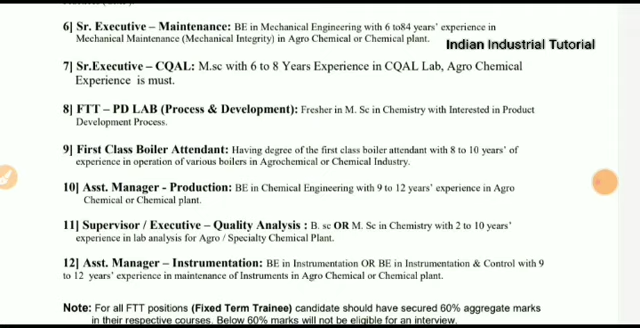 6] Sr. Executive – Maintenance: BE in Mechanical Engineering with 6 to84 years' experience in
Mechanical Maintenance (Mechanical Integrity) in Agro Chemical or Chemical plant.
Indian Industrial Tutorial
7] Sr.Executive – CQAL: M.sc with 6 to 8 Years Experience in CQAL Lab, Agro Chemical
Experience is must.
8] FTT – PD LAB (Process & Development): Fresher in M. Sc in Chemistry with Interested in Product
Development Process.
9] First Class Boiler Attendant: Having degree of the first class boiler attendant with 8 to 10 years' of
experience in operation of various boilers in Agrochemical or Chemical Industry.
10] Asst. Manager - Production: BE in Chemical Engineering with 9 to 12 years' experience in Agro
Chemical or Chemical plant.
11] Supervisor / Executive – Quality Analysis : B. sc OR M. Sc in Chemistry with 2 to 10 years'
experience in lab analysis for Agro / Specialty Chemical Plant.
12] Asst. Manager – Instrumentation: BE in Instrumentation OR BE in Instrumentation & Control with 9
to 12 years' experience in maintenance of Instruments in Agro Chemical or Chemical plant.
Note: For all FTT positions (Fixed Term Trainee) candidate should have secured 60% aggregate marks
in their respective courses. Below 60% marks will not be eligible for an interview.